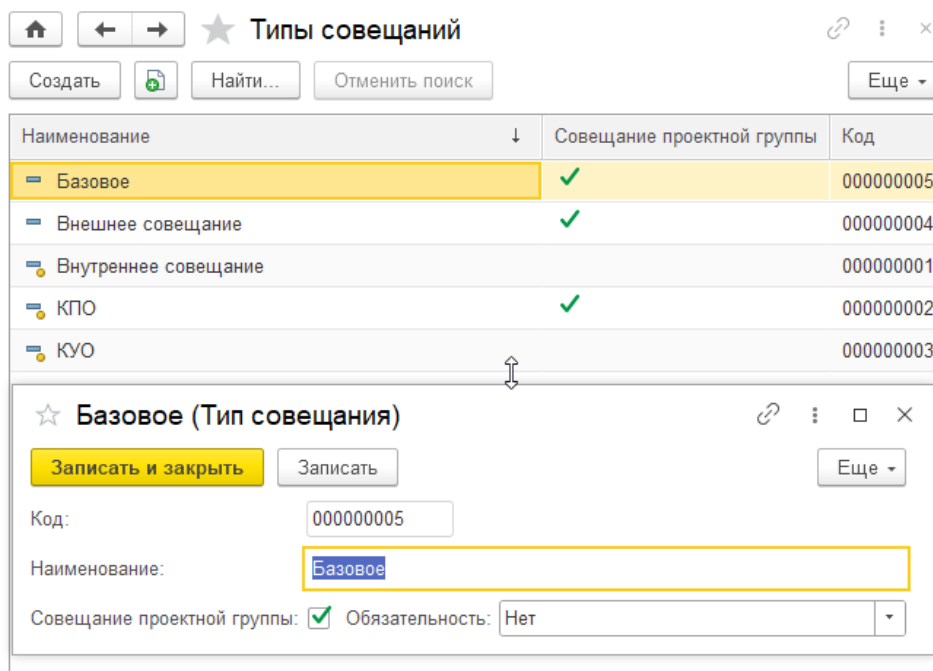 Типы совещаний
Создать Найти... Отменить поиск Еще
Наименование ↓ Совещание проектной группы Код
Базовое 000000005
Внешнее совещание 000000004
Внутреннее совещание 000000001
КПО 000000002
КУО 000000003
Базовое (Тип совещания)
Записать и закрыть Записать Еще
Код: 000000005
Наименование: Базовое
Совещание проектной группы: Обязательность: Нет